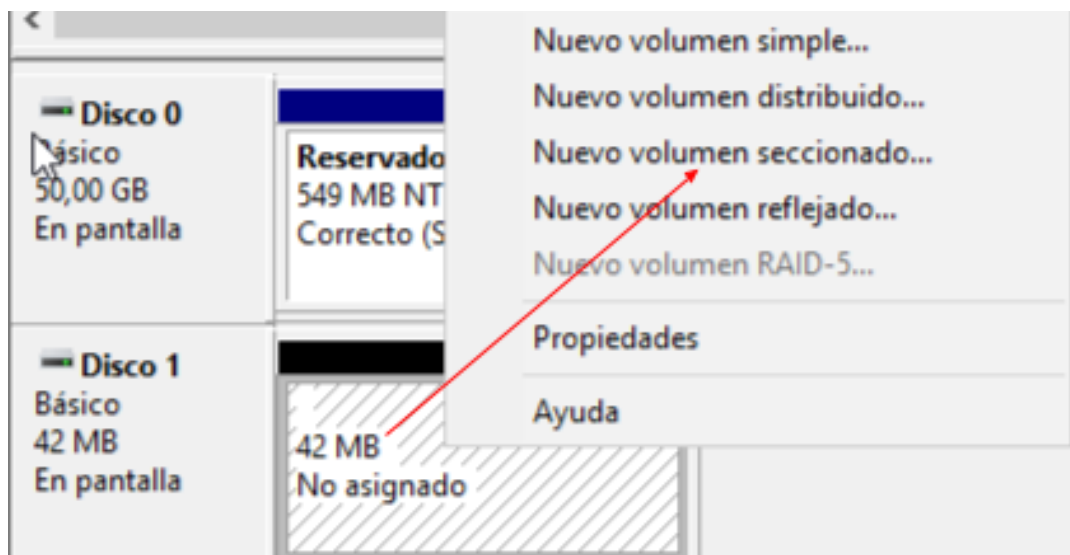 Nuevo volumen simple...
Nuevo volumen distribuido...
Nuevo volumen seccionado...
Nuevo volumen reflejado...
Nuevo volumen RAID-5...
Propiedades
Ayuda
Disco 0
Básico
50,00 GB
En pantalla
Reservado
549 MB NT
Correcto (S
Disco 1
Básico
42 MB
En pantalla
42 MB
No asignado